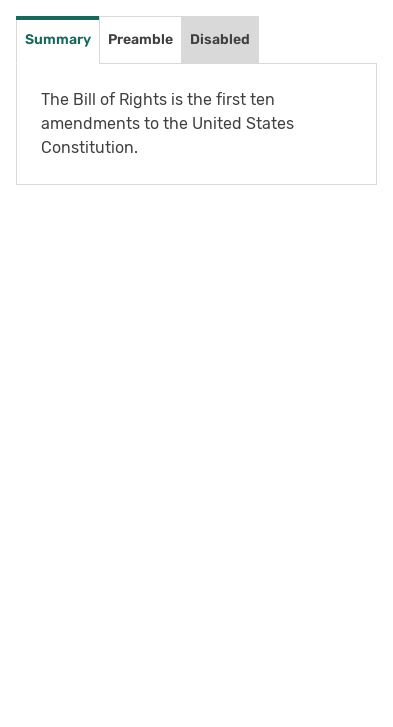 Summary Preamble Disabled
The Bill of Rights is the first ten
amendments to the United States
Constitution.